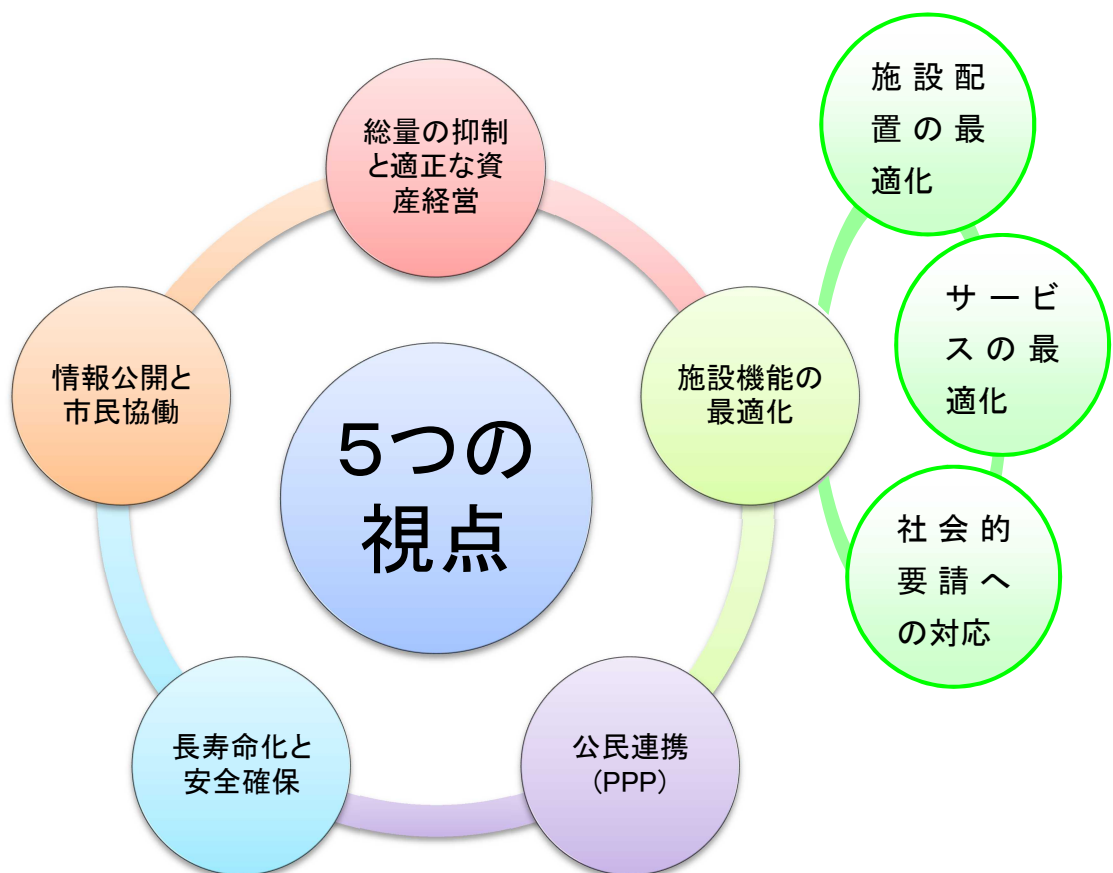 総量の抑制
と適正な資
産経営
施設機能の
最適化
公民連携
(PPP)
長寿命化と
安全確保
情報公開と
市民協働
5つの
視点
施設配
置の最
適化
サービ
スの最
適化
社会的
要請へ
の対応